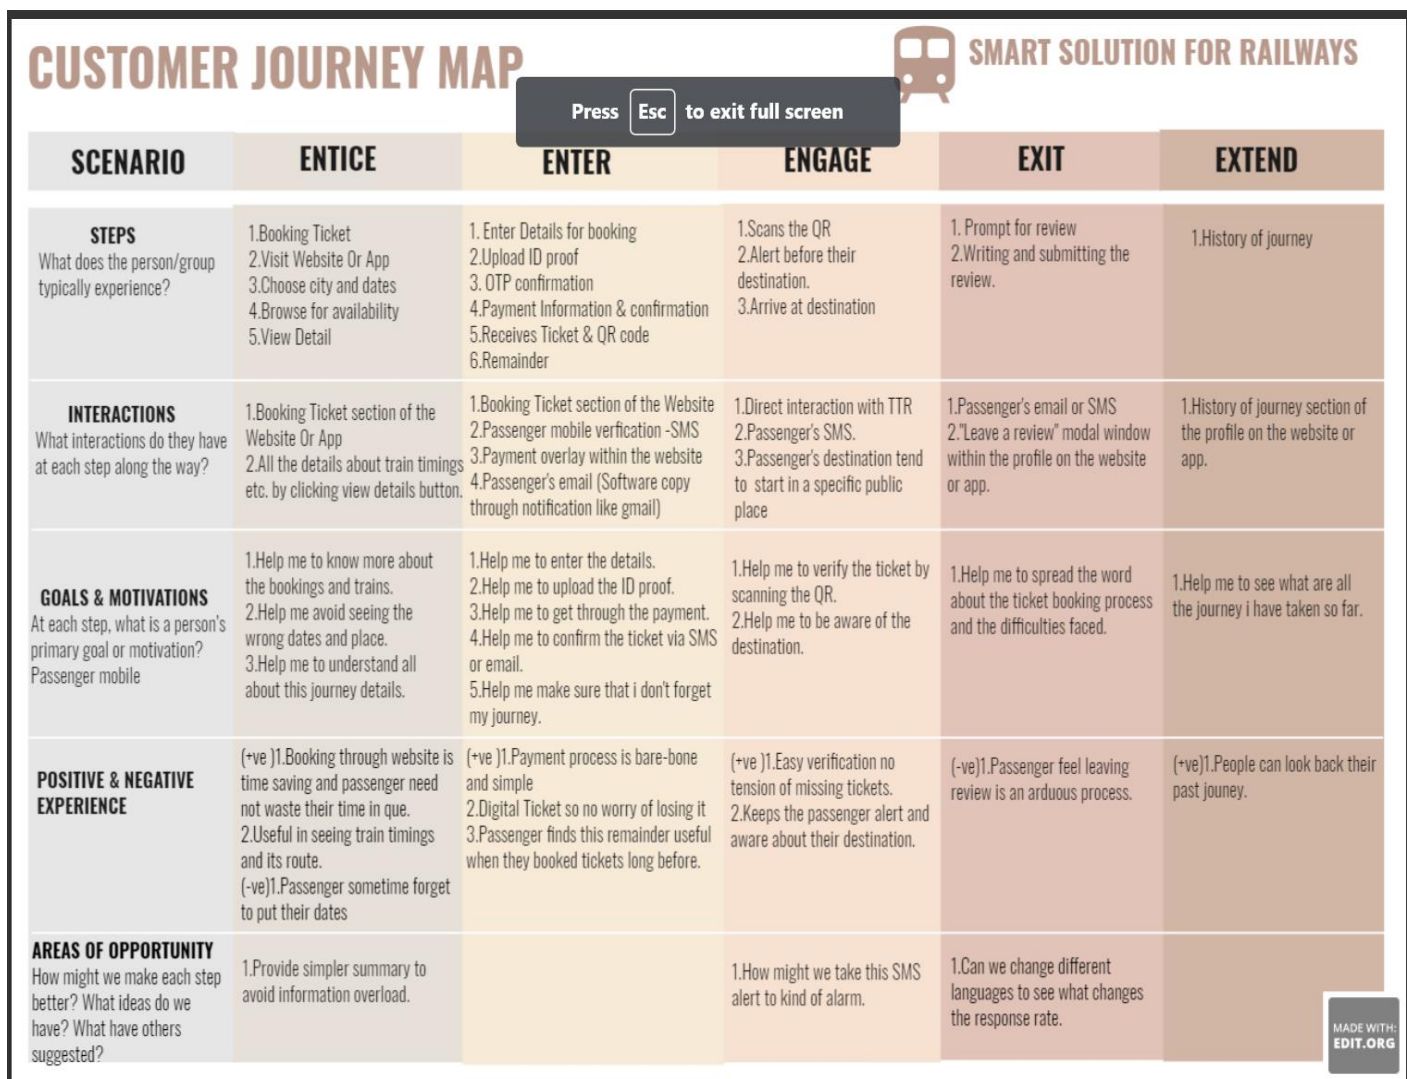 CUSTOMER JOURNEY MAP
SMART SOLUTION FOR RAILWAYS
Press Esc to exit full screen
SCENARIO
ENTICE
ENTER
ENGAGE
EXIT
EXTEND
STEPS
What does the person/group
typically experience?
1.Booking Ticket
2.Visit Website Or App
3.Choose city and dates
4.Browse for availability
5.View Detail
1. Enter Details for booking
2.Upload ID proof
3. OTP confirmation
4.Payment Information & confirmation
5.Receives Ticket & QR code
6.Remainder
1.Scans the QR
2.Alert before their
destination.
3.Arrive at destination
1. Prompt for review
2.Writing and submitting the
review.
1.History of journey
INTERACTIONS
What interactions do they have
at each step along the way?
1.Booking Ticket section of the
Website Or App
2.All the details about train timings
etc. by clicking view details button.
1.Booking Ticket section of the Website
2.Passenger mobile verfication -SMS
3.Payment overlay within the website
4.Passenger's email (Software copy
through notification like gmail)
1.Direct interaction with TTR
2.Passenger's SMS.
3.Passenger's destination tend
to start in a specific public
place
1.Passenger's email or SMS
2."Leave a review" modal window
within the profile on the website
or app.
1.History of journey section of
the profile on the website or
app.
GOALS & MOTIVATIONS
At each step, what is a person's
primary goal or motivation?
Passenger mobile
1.Help me to know more about
the bookings and trains.
2.Help me avoid seeing the
wrong dates and place.
3.Help me to understand all
about this journey details.
1.Help me to enter the details.
2.Help me to upload the ID proof.
3.Help me to get through the payment.
4.Help me to confirm the ticket via SMS
or email.
5.Help me make sure that i don't forget
my journey.
1.Help me to verify the ticket by
scanning the QR.
2.Help me to be aware of the
destination.
1.Help me to spread the word
about the ticket booking process
and the difficulties faced.
1.Help me to see what are all
the journey i have taken so far.
POSITIVE & NEGATIVE
EXPERIENCE
(+ve )1.Booking through website is
time saving and passenger need
not waste their time in que.
2.Useful in seeing train timings
and its route.
(-ve)1.Passenger sometime forget
to put their dates
(+ve )1.Payment process is bare-bone
and simple
2.Digital Ticket so no worry of losing it
3.Passenger finds this remainder useful
when they booked tickets long before.
(+ve )1.Easy verification no
tension of missing tickets.
2.Keeps the passenger alert and
aware about their destination.
(-ve)1.Passenger feel leaving
review is an arduous process.
(+ve)1.People can look back their
past jouney.
AREAS OF OPPORTUNITY
How might we make each step
better? What ideas do we
have? What have others
suggested?
1.Provide simpler summary to
avoid information overload.
1.How might we take this SMS
alert to kind of alarm.
1.Can we change different
languages to see what changes
the response rate.
MADE WITH:
EDIT.ORG